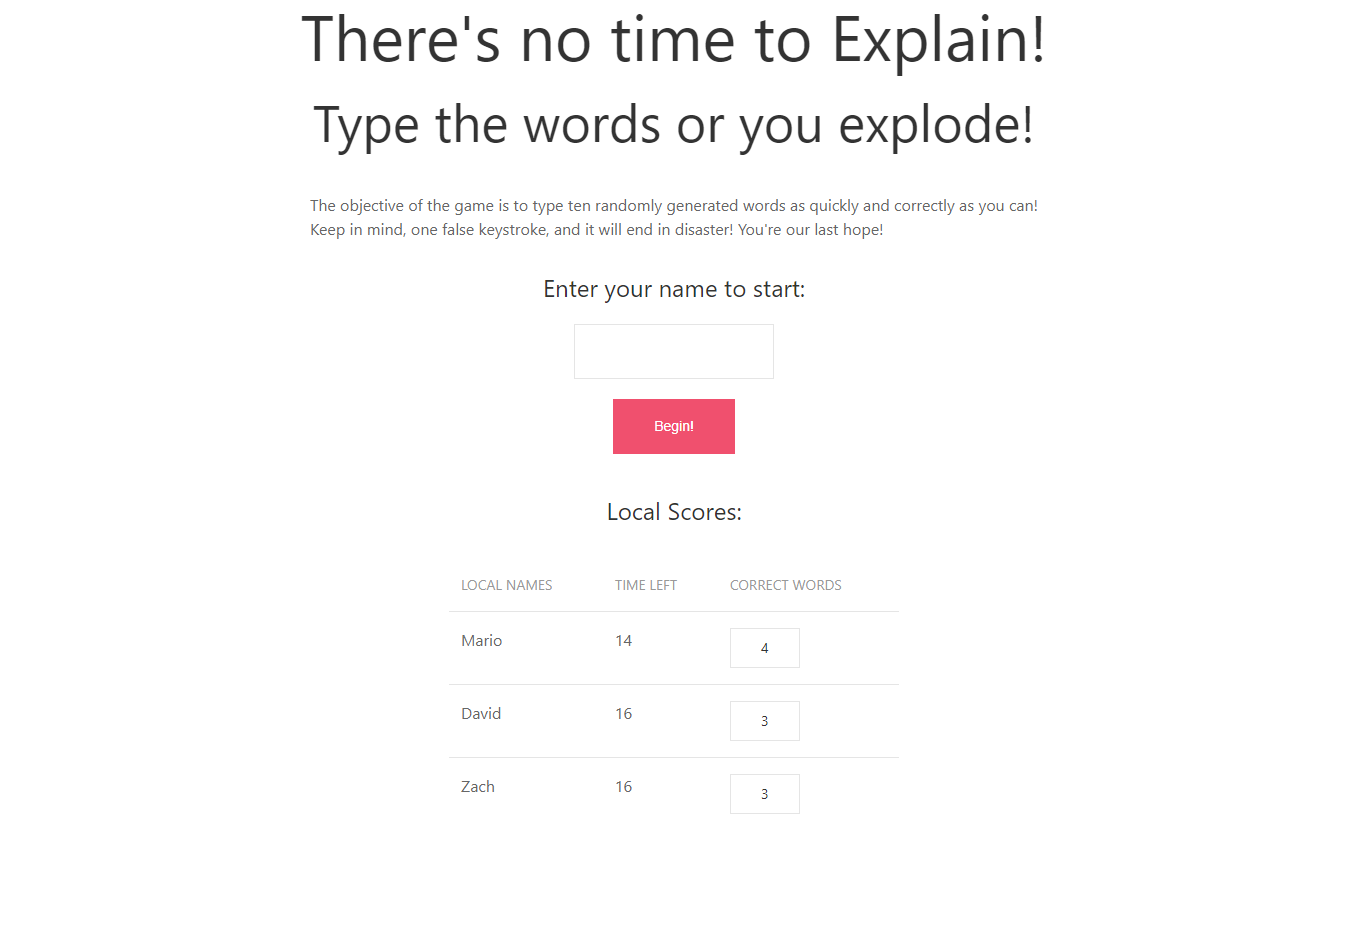 There's no time to Explain!
Type the words or you explode!
The objective of the game is to type ten randomly generated words as quickly and correctly as you can!
Keep in mind, one false keystroke, and it will end in disaster! You're our last hope!
Enter your name to start:
Begin!
Local Scores:
LOCAL NAMES TIME LEFT CORRECT WORDS
Mario 14 4
David 16 3
Zach 16 3